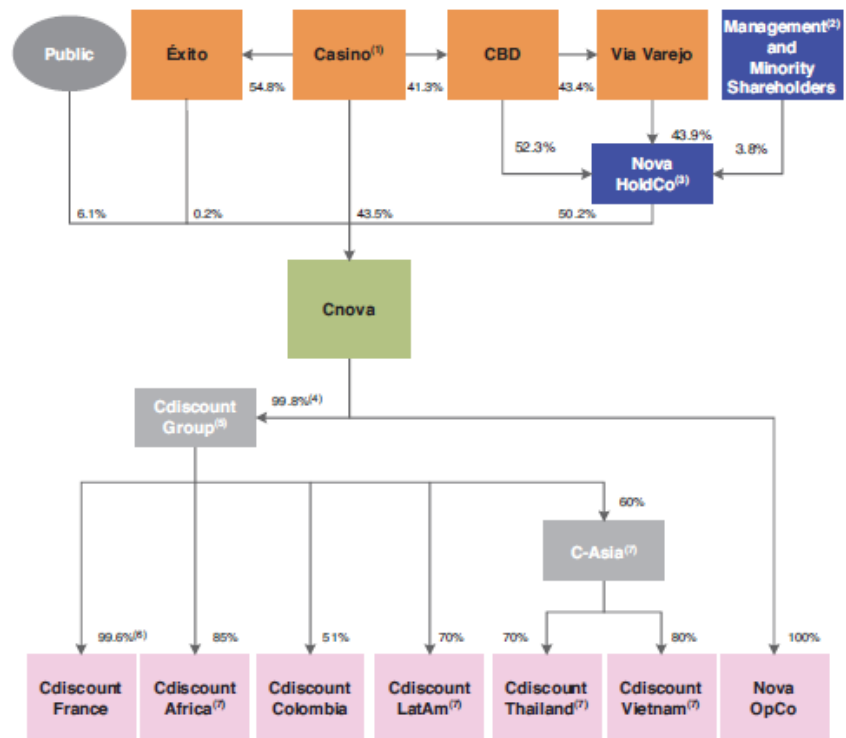 Public
Éxito
Casino(1)
CBD
Via Varejo
Management(2)
and
Minority
Shareholders
54.8%
41.3%
43.4%
52.3%
43.9%
3.8%
Nova
HoldCo(3)
6.1%
0.2%
43.5%
50.2%
Cnova
99.8%(4)
Cdiscount
Group(5)
60%
C-Asia(7)
99.6%(6)
85%
51%
70%
70%
80%
100%
Cdiscount
France
Cdiscount
Africa(7)
Cdiscount
Colombia
Cdiscount
LatAm(7)
Cdiscount
Thailand(7)
Cdiscount
Vietnam(7)
Nova
OpCo